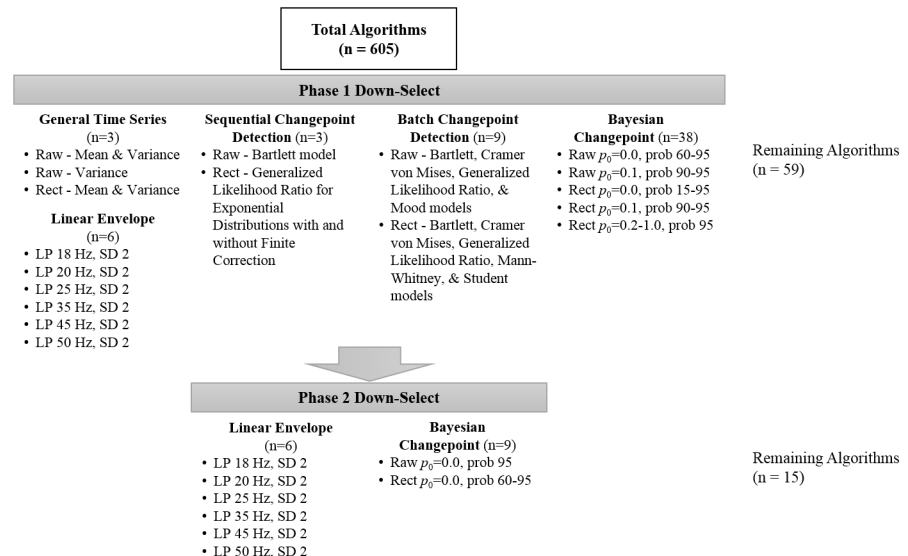 Total Algorithms
(n = 605)
Phase 1 Down-Select
General Time Series
(n=3)
• Raw - Mean & Variance
• Raw - Variance
• Rect - Mean & Variance
Linear Envelope
(n=6)
• LP 18 Hz, SD 2
• LP 20 Hz, SD 2
• LP 25 Hz, SD 2
• LP 35 Hz, SD 2
• LP 45 Hz, SD 2
• LP 50 Hz, SD 2
Sequential Changepoint
Detection (n=3)
• Raw - Bartlett model
• Rect - Generalized
Likelihood Ratio for
Exponential
Distributions with and
without Finite
Correction
Batch Changepoint
Detection (n=9)
• Raw - Bartlett, Cramer
von Mises, Generalized
Likelihood Ratio, &
Mood models
• Rect - Bartlett, Cramer
von Mises, Generalized
Likelihood Ratio, Mann-
Whitney, & Student
models
Bayesian
Changepoint (n=38)
• Raw p₀=0.0, prob 60-95
• Raw p₀=0.1, prob 90-95
• Rect p₀=0.0, prob 15-95
• Rect p₀=0.1, prob 90-95
• Rect p₀=0.2-1.0, prob 95
Remaining Algorithms
(n = 59)
Phase 2 Down-Select
Linear Envelope
(n=6)
• LP 18 Hz, SD 2
• LP 20 Hz, SD 2
• LP 25 Hz, SD 2
• LP 35 Hz, SD 2
• LP 45 Hz, SD 2
• LP 50 Hz, SD 2
Bayesian
Changepoint (n=9)
• Raw p₀=0.0, prob 95
• Rect p₀=0.0, prob 60-95
Remaining Algorithms
(n = 15)